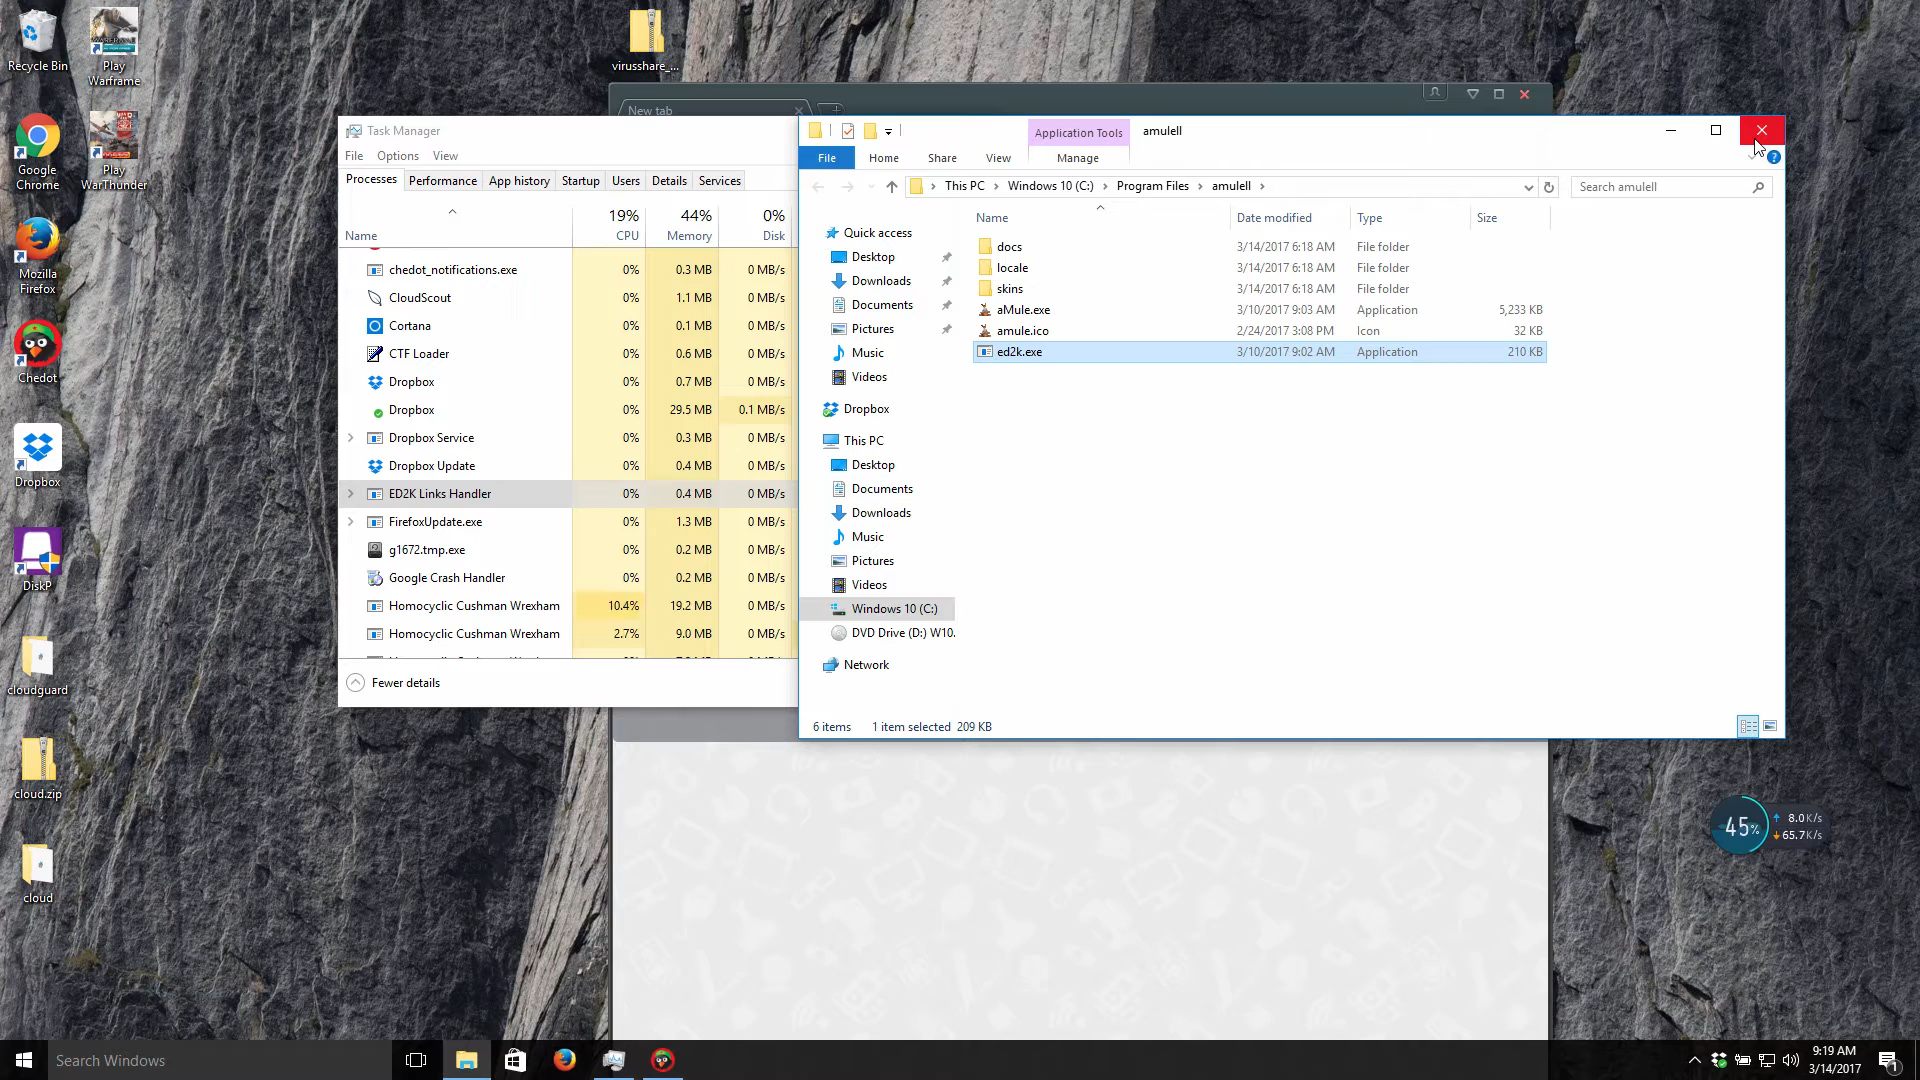 Recycle Bin
Play
Warframe
virusshare_...
Google
Chrome
Play
WarThunder
Mozilla
Firefox
Chedot
Dropbox
DiskP
cloudguard
cloud.zip
cloud
New tab
Task Manager
File Options View
Processes Performance App history Startup Users Details Services
19% 44% 0%
Name CPU Memory Disk
chedot_notifications.exe 0% 0.3 MB 0 MB/s
CloudScout 0% 1.1 MB 0 MB/s
Cortana 0% 0.1 MB 0 MB/s
CTF Loader 0% 0.6 MB 0 MB/s
Dropbox 0% 0.7 MB 0 MB/s
Dropbox 0% 29.5 MB 0.1 MB/s
Dropbox Service 0% 0.3 MB 0 MB/s
Dropbox Update 0% 0.4 MB 0 MB/s
ED2K Links Handler 0% 0.4 MB 0 MB/s
FirefoxUpdate.exe 0% 1.3 MB 0 MB/s
g1672.tmp.exe 0% 0.2 MB 0 MB/s
Google Crash Handler 0% 0.2 MB 0 MB/s
Homocyclic Cushman Wrexham 10.4% 19.2 MB 0 MB/s
Homocyclic Cushman Wrexham 2.7% 9.0 MB 0 MB/s
Fewer details
Application Tools amulell
File Home Share View Manage
This PC Windows 10 (C:) Program Files amulell
Search amulell
Name Date modified Type Size
docs 3/14/2017 6:18 AM File folder
locale 3/14/2017 6:18 AM File folder
skins 3/14/2017 6:18 AM File folder
aMule.exe 3/10/2017 9:03 AM Application 5,233 KB
amule.ico 2/24/2017 3:08 PM Icon 32 KB
ed2k.exe 3/10/2017 9:02 AM Application 210 KB
Quick access
Desktop
Downloads
Documents
Pictures
Music
Videos
Dropbox
This PC
Desktop
Documents
Downloads
Music
Pictures
Videos
Windows 10 (C:)
DVD Drive (D:) W10.
Network
6 items 1 item selected 209 KB
45% 8.0K/s
65.7K/s
Search Windows
9:19 AM
3/14/2017
1